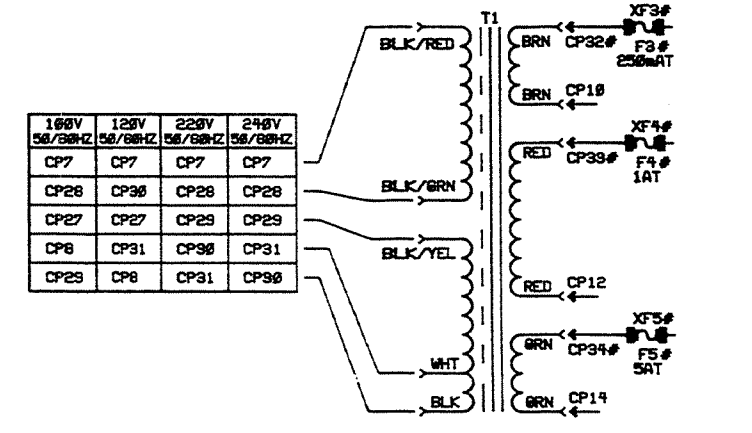 T1
XF3#
BLK/RED
BRN CP32#
F3#
250mAT
BRN CP10
100V 120V 220V 240V
50/60HZ 50/60HZ 50/60HZ 50/60HZ
CP7 CP7 CP7 CP7
CP28 CP30 CP28 CP28
CP27 CP27 CP29 CP29
CP8 CP31 CP30 CP31
CP29 CP8 CP31 CP30
XF4#
RED CP33#
F4#
1AT
BLK/GRN
BLK/YEL
RED CP12
XF5#
GRN CP34#
F5#
5AT
WHT
BLK
GRN CP14